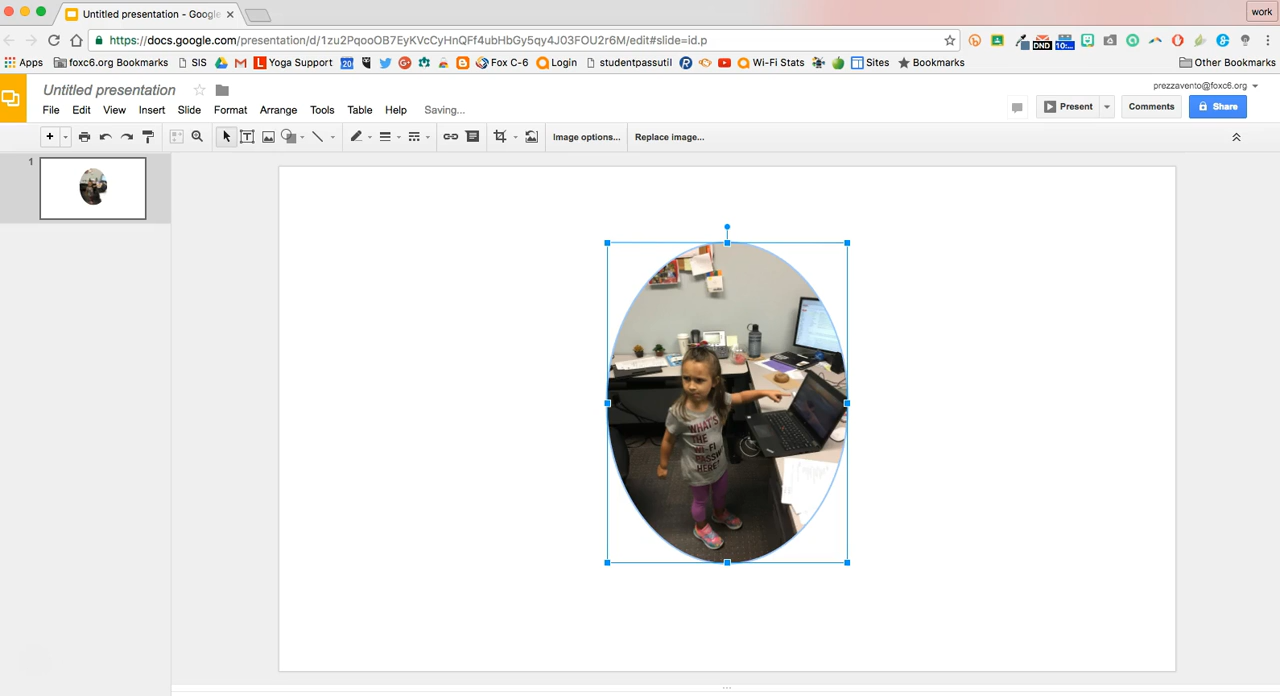 Untitled presentation - Google
work
https://docs.google.com/presentation/d/1zu2PqooOB7EyKVcCyHnQFf4ubHbGy5qy4J03FOU2r6M/edit#slide=id.p
DND
10:...
Apps
foxc6.org Bookmarks
SIS
Yoga Support
20
Fox C-6
Login
studentpassutil
Wi-Fi Stats
Sites
Bookmarks
Other Bookmarks
Untitled presentation
prezzavento@foxc6.org
File Edit View Insert Slide Format Arrange Tools Table Help Saving...
Present
Comments
Share
Image options...
Replace image...
1
WHAT'S
THE
WI-FI
PASSW
HERE?